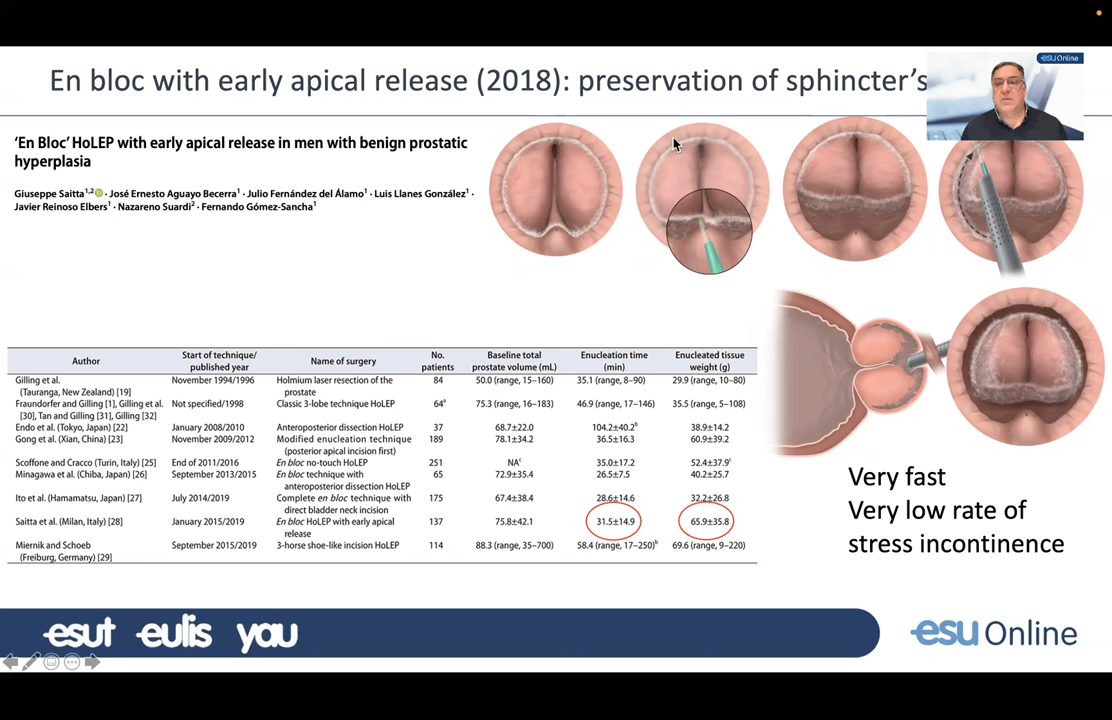 En bloc with early apical release (2018): preservation of sphincter's
esu Online
'En Bloc' HoLEP with early apical release in men with benign prostatic
hyperplasia
Giuseppe Saitta1,2 · José Ernesto Aguayo Becerra1 · Julio Fernández del Álamo1 · Luis Llanes González1 ·
Javier Reinoso Elbers1 · Nazareno Suardi2 · Fernando Gómez-Sancha1
Author Start of technique/ published year Name of surgery No. patients Baseline total prostate volume (mL) Enucleation time (min) Enucleated tissue weight (g)
Gilling et al. November 1994/1996 Holmium laser resection of the 84 50.0 (range, 15–160) 35.1 (range, 8–90) 29.9 (range, 10–80)
(Tauranga, New Zealand) [19] prostate
Fraundorfer and Gilling [1], Gilling et al. Not specified/1998 Classic 3-lobe technique HoLEP 64a 75.3 (range, 16–183) 46.9 (range, 17–146) 35.5 (range, 5–108)
[30], Tan and Gilling [31], Gilling [32]
Endo et al. (Tokyo, Japan) [22] January 2008/2010 Anteroposterior dissection HoLEP 37 68.7±22.0 104.2±40.2b 38.9±14.2
Gong et al. (Xian, China) [23] November 2009/2012 Modified enucleation technique 189 78.1±34.2 36.5±16.3 60.9±39.2
(posterior apical incision first)
Scoffone and Cracco (Turin, Italy) [25] End of 2011/2016 En bloc no-touch HoLEP 251 NAc 35.0±17.2 52.4±37.9c
Minagawa et al. (Chiba, Japan) [26] September 2013/2015 En bloc technique with 65 72.9±35.4 26.5±7.5 40.2±25.7
anteroposterior dissection HoLEP
Ito et al. (Hamamatsu, Japan) [27] July 2014/2019 Complete en bloc technique with 175 67.4±38.4 28.6±14.6 32.2±26.8
direct bladder neck incision
Saitta et al. (Milan, Italy) [28] January 2015/2019 En bloc HoLEP with early apical 137 75.8±42.1 31.5±14.9 65.9±35.8
release
Miernik and Schoeb September 2015/2019 3-horse shoe-like incision HoLEP 114 88.3 (range, 35–700) 58.4 (range, 17–250)b 69.6 (range, 9–220)
(Freiburg, Germany) [29]
Very fast
Very low rate of
stress incontinence
esut eulis yau
esu Online